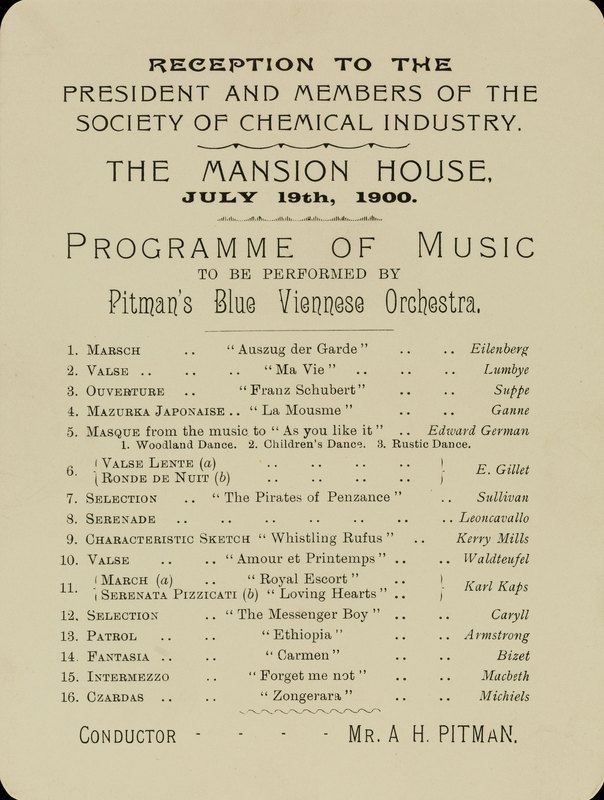 RECEPTION TO THE
PRESIDENT AND MEMBERS OF THE
SOCIETY OF CHEMICAL INDUSTRY.
THE MANSION HOUSE,
JULY 19th, 1900.
PROGRAMME OF MUSIC
TO BE PERFORMED BY
Pitman's Blue Viennese Orchestra.
1. MARSCH .. "Auszug der Garde" .. .. Eilenberg
2. VALSE .. .. .. "Ma Vie" .. .. .. Lumbye
3. OUVERTURE .. "Franz Schubert" .. .. Suppe
4. MAZURKA JAPONAISE .. "La Mousme" .. .. Ganne
5. MASQUE from the music to "As you like it" .. Edward German
1. Woodland Dance. 2. Children's Dance. 3. Rustic Dance.
6. { VALSE LENTE (a) .. .. .. .. }
{ RONDE DE NUIT (b) .. .. .. .. } E. Gillet
7. SELECTION .. "The Pirates of Penzance" .. Sullivan
8. SERENADE .. .. .. .. .. .. .. Leoncavallo
9. CHARACTERISTIC SKETCH "Whistling Rufus" .. Kerry Mills
10. VALSE .. .. "Amour et Printemps" .. .. Waldteufel
11. { MARCH (a) .. "Royal Escort" .. }
{ SERENATA PIZZICATI (b) "Loving Hearts" .. } Karl Kaps
12. SELECTION .. "The Messenger Boy" .. .. Caryll
13. PATROL .. .. "Ethiopia" .. .. Armstrong
14. FANTASIA .. .. "Carmen" .. .. Bizet
15. INTERMEZZO .. "Forget me not" .. .. Macbeth
16. CZARDAS .. .. "Zongerara" .. .. Michiels
CONDUCTOR - - - - MR. A H. PITMAN.